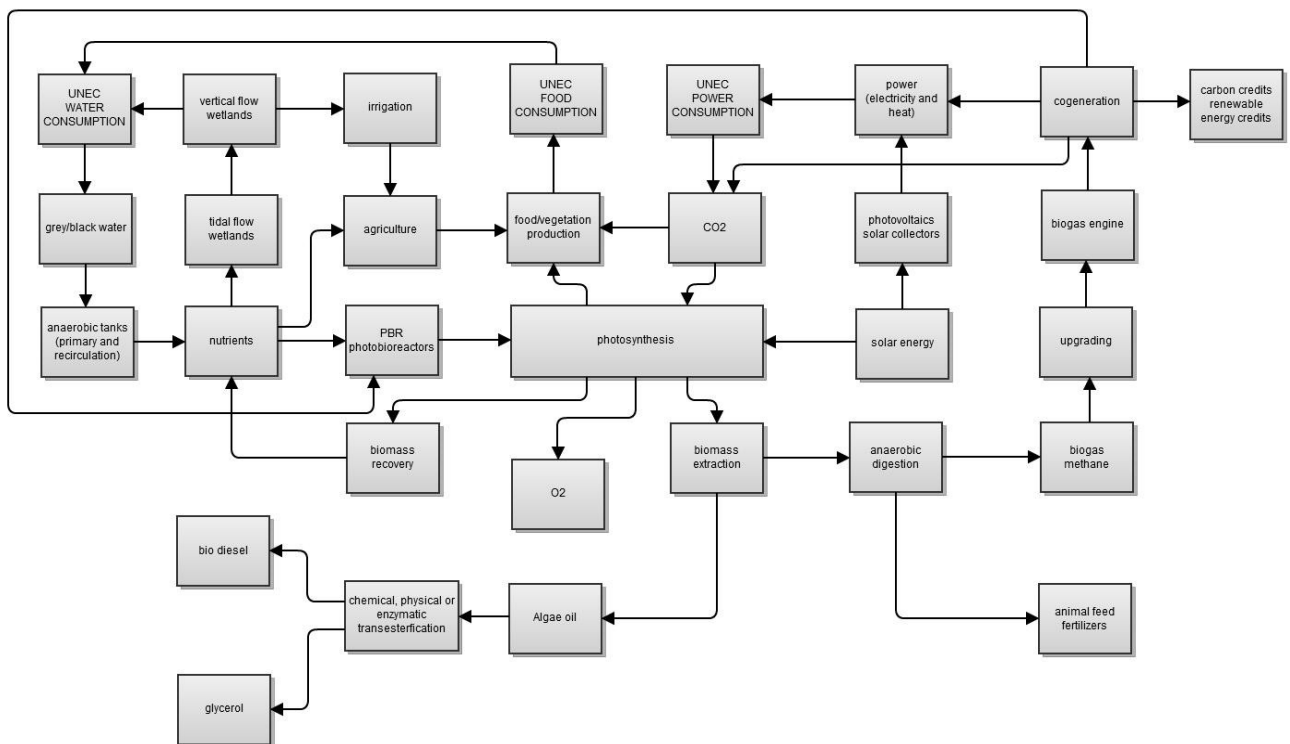 UNEC
WATER
CONSUMPTION
vertical flow
wetlands
irrigation
UNEC
FOOD
CONSUMPTION
UNEC
POWER
CONSUMPTION
power
(electricity and
heat)
cogeneration
carbon credits
renewable
energy credits
grey/black water
tidal flow
wetlands
agriculture
food/vegetation
production
CO2
photovoltaics
solar collectors
biogas engine
anaerobic tanks
(primary and
recirculation)
nutrients
PBR
photobioreactors
photosynthesis
solar energy
upgrading
biomass
recovery
O2
biomass
extraction
anaerobic
digestion
biogas
methane
bio diesel
chemical, physical or
enzymatic
transesterfication
Algae oil
animal feed
fertilizers
glycerol